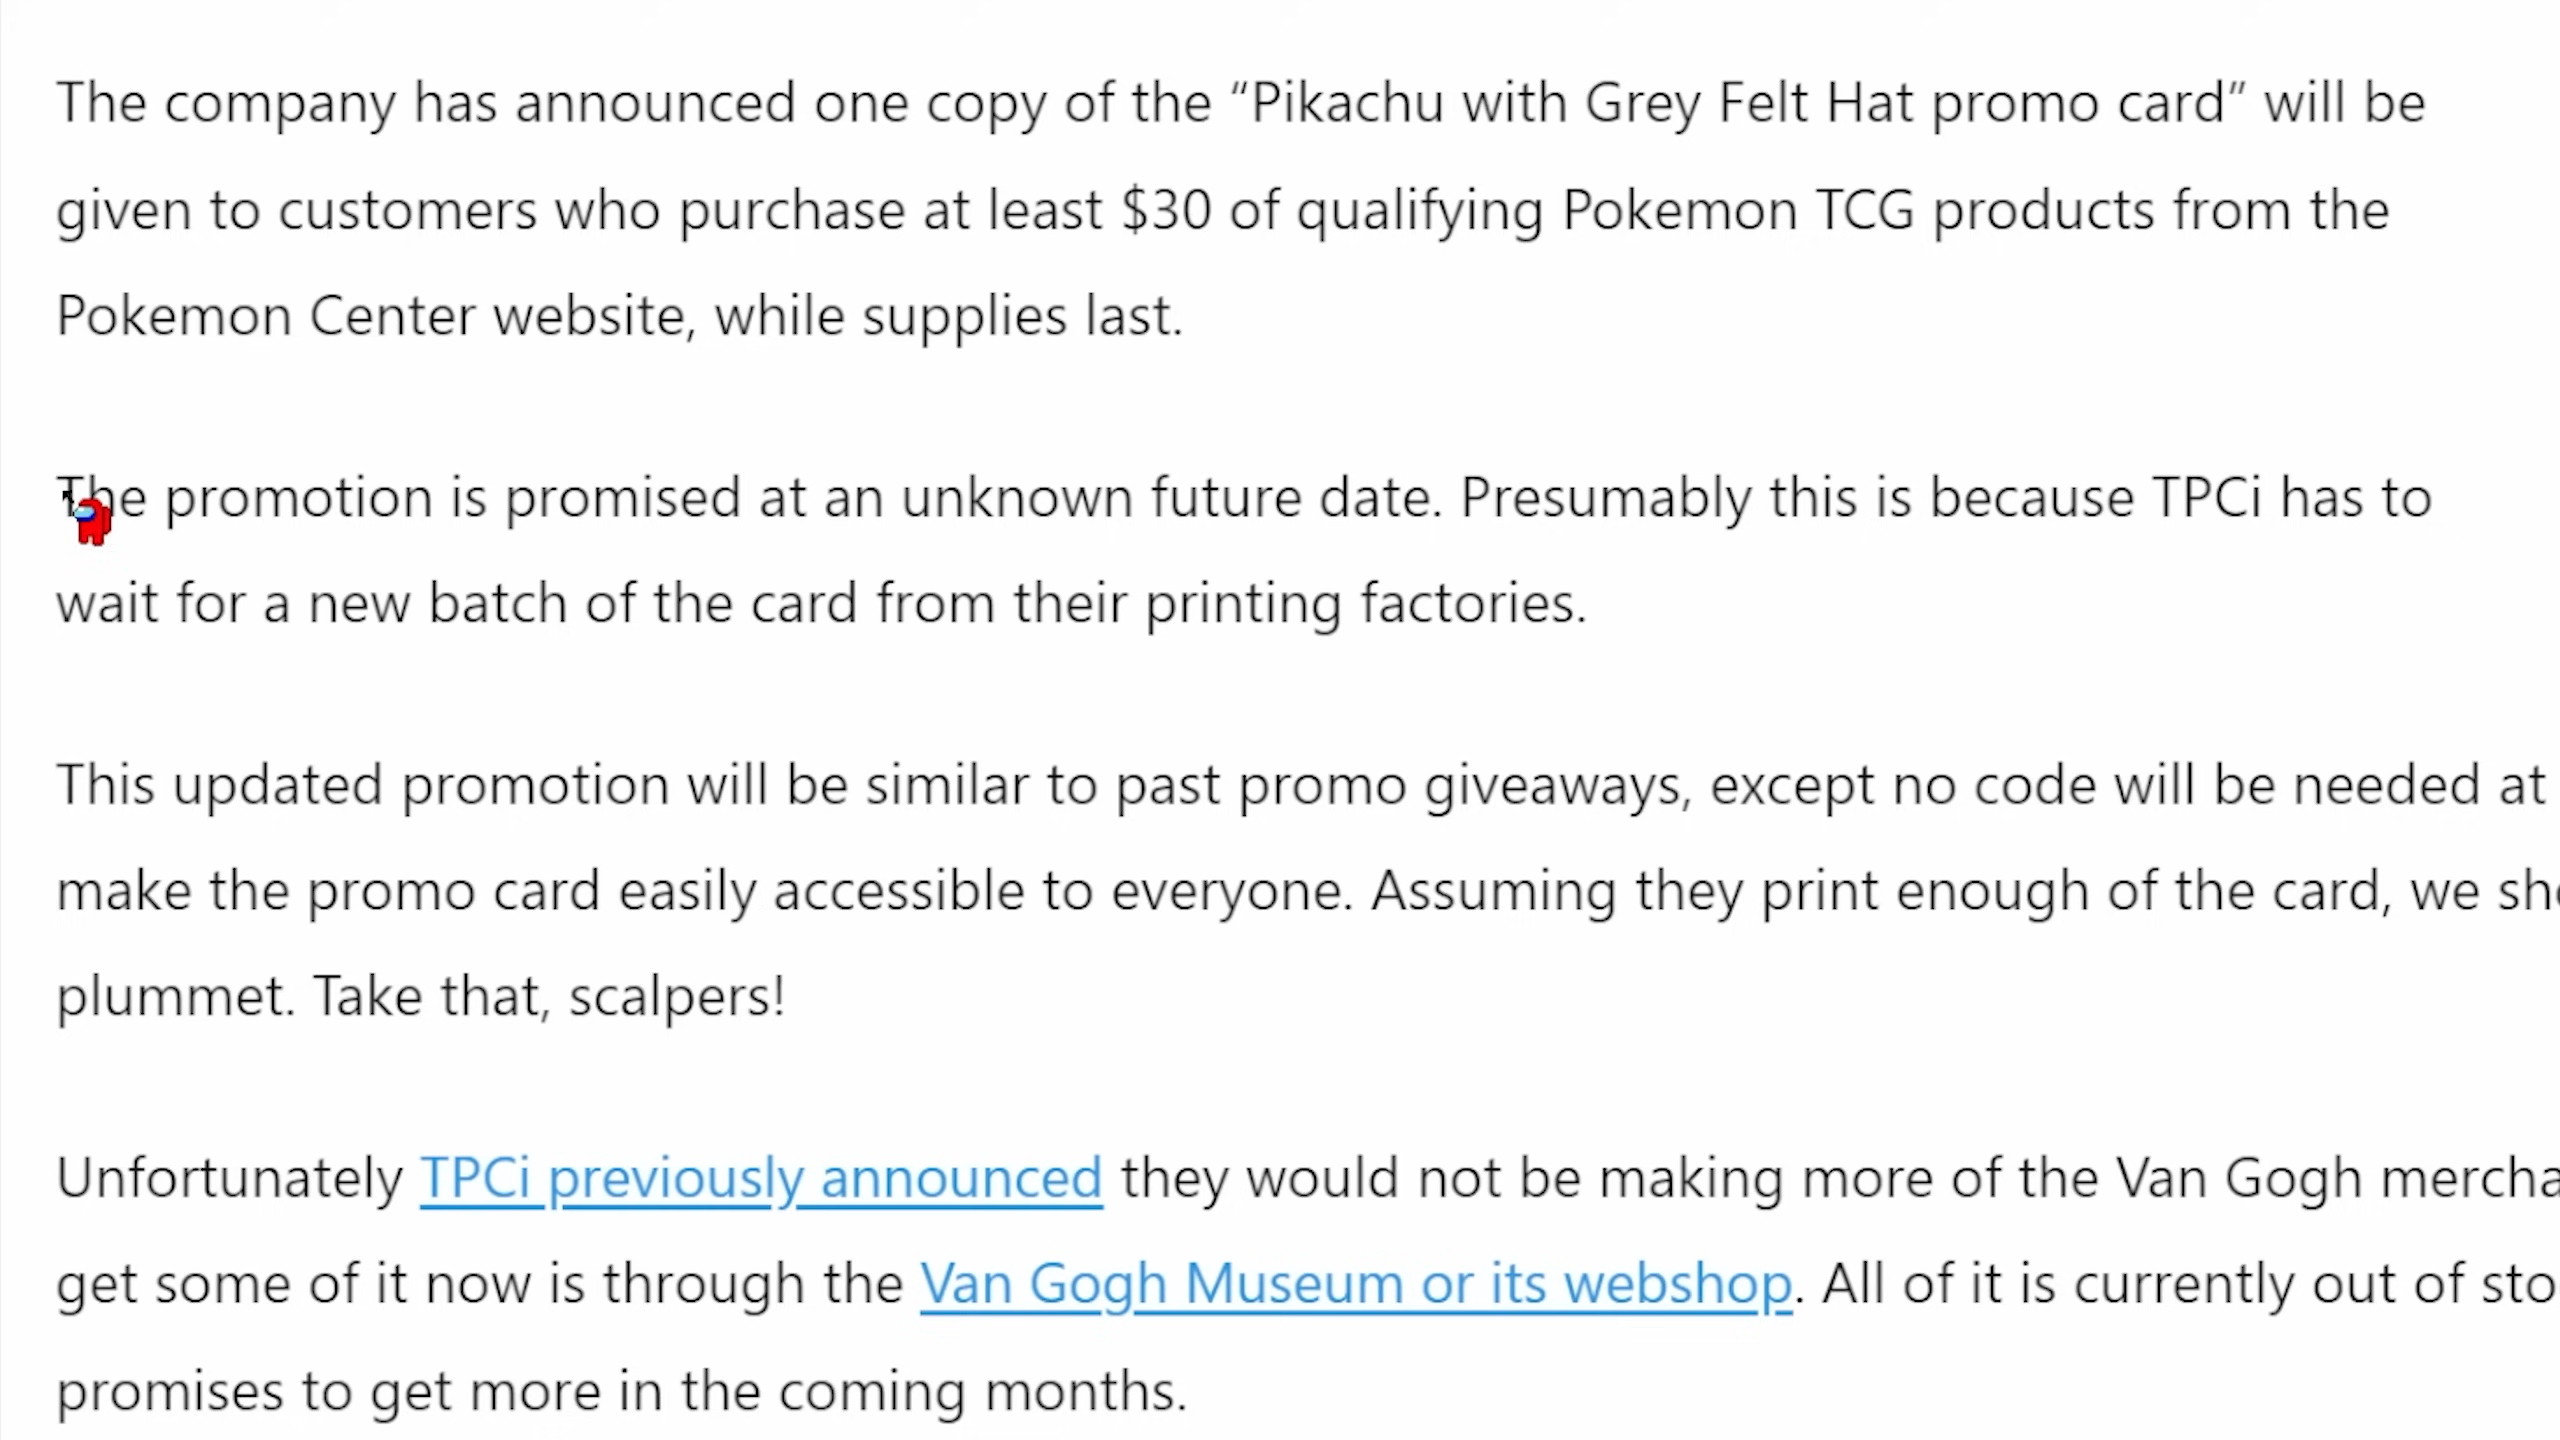 The company has announced one copy of the “Pikachu with Grey Felt Hat promo card” will be
given to customers who purchase at least $30 of qualifying Pokemon TCG products from the
Pokemon Center website, while supplies last.
The promotion is promised at an unknown future date. Presumably this is because TPCi has to
wait for a new batch of the card from their printing factories.
This updated promotion will be similar to past promo giveaways, except no code will be needed at
make the promo card easily accessible to everyone. Assuming they print enough of the card, we
plummet. Take that, scalpers!
Unfortunately TPCi previously announced they would not be making more of the Van Gogh
get some of it now is through the Van Gogh Museum or its webshop. All of it is currently out of
promises to get more in the coming months.